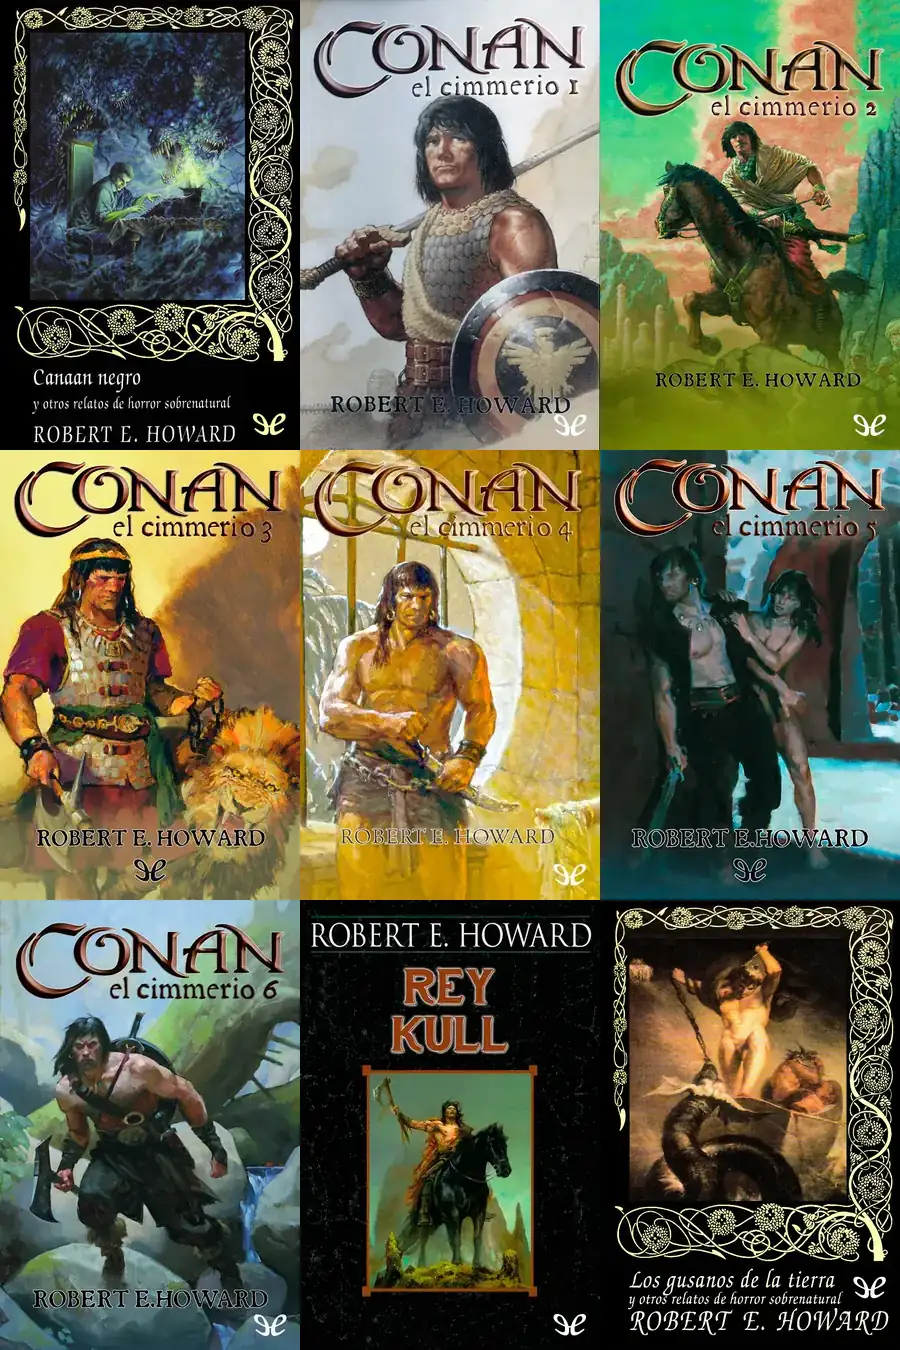 Canaan negro
y otros relatos de horror sobrenatural
ROBERT E. HOWARD
CONAN
el cimmerio 1
ROBERT E. HOWARD
CONAN
el cimmerio 2
ROBERT E. HOWARD
CONAN
el cimmerio 3
ROBERT E. HOWARD
CONAN
el cimmerio 4
ROBERT E. HOWARD
CONAN
el cimmerio 5
ROBERT E.HOWARD
CONAN
el cimmerio 6
ROBERT E.HOWARD
ROBERT E. HOWARD
REY
KULL
Los gusanos de la tierra
y otros relatos de horror sobrenatural
ROBERT E. HOWARD